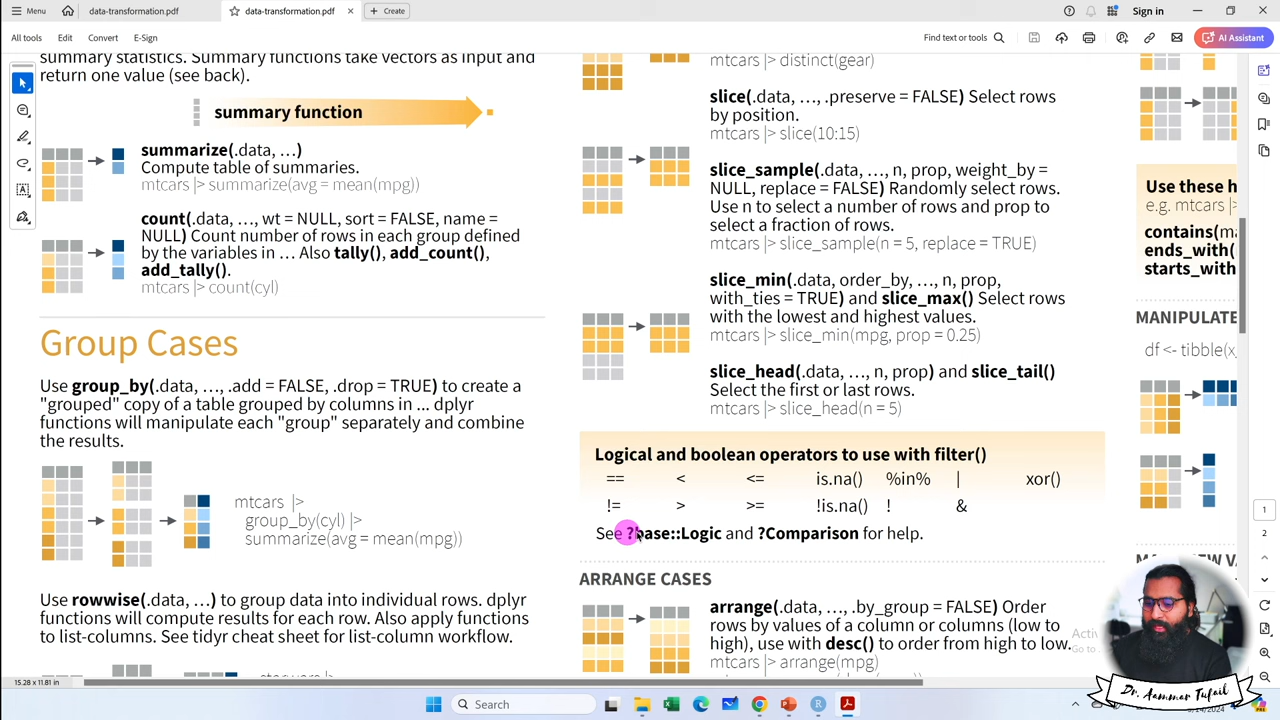 Menu
data-transformation.pdf
data-transformation.pdf
Create
Sign in
All tools
Edit
Convert
E-Sign
Find text or tools
AI Assistant
summary statistics. Summary functions take vectors as input and
return one value (see back).
summary function
summarize(.data, …)
Compute table of summaries.
mtcars |> summarize(avg = mean(mpg))
count(.data, …, wt = NULL, sort = FALSE, name =
NULL) Count number of rows in each group defined
by the variables in … Also tally(), add_count(),
add_tally().
mtcars |> count(cyl)
Group Cases
Use group_by(.data, …, .add = FALSE, .drop = TRUE) to create a
"grouped" copy of a table grouped by columns in ... dplyr
functions will manipulate each "group" separately and combine
the results.
mtcars |>
group_by(cyl) |>
summarize(avg = mean(mpg))
Use rowwise(.data, …) to group data into individual rows. dplyr
functions will compute results for each row. Also apply functions
to list-columns. See tidyr cheat sheet for list-column workflow.
starwars |>
mtcars |> distinct(gear)
slice(.data, …, .preserve = FALSE) Select rows
by position.
mtcars |> slice(10:15)
slice_sample(.data, …, n, prop, weight_by =
NULL, replace = FALSE) Randomly select rows.
Use n to select a number of rows and prop to
select a fraction of rows.
mtcars |> slice_sample(n = 5, replace = TRUE)
slice_min(.data, order_by, …, n, prop,
with_ties = TRUE) and slice_max() Select rows
with the lowest and highest values.
mtcars |> slice_min(mpg, prop = 0.25)
slice_head(.data, …, n, prop) and slice_tail()
Select the first or last rows.
mtcars |> slice_head(n = 5)
Logical and boolean operators to use with filter()
== < <= is.na() %in% | xor()
!= > >= !is.na() ! &
See ?base::Logic and ?Comparison for help.
ARRANGE CASES
arrange(.data, …, .by_group = FALSE) Order
rows by values of a column or columns (low to
high), use with desc() to order from high to low.
mtcars |> arrange(mpg)
Use these h
e.g. mtcars |>
contains(ma
ends_with(
starts_with
MANIPULATE
df <- tibble(x_
1
2
15.28 x 11.81 in
Search
Dr. Aammar Tufail